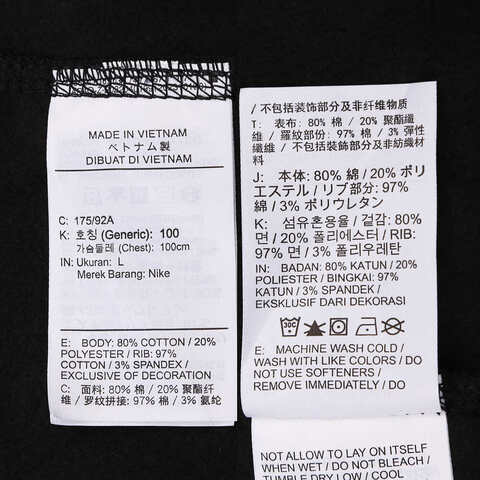 MADE IN VIETNAM
ベトナム製
DIBUAT DI VIETNAM
C: 175/92A
K: 호칭 (Generic): 100
가슴둘레 (Chest): 100cm
IN: Ukuran: L
Merek Barang: Nike
E: BODY: 80% COTTON / 20%
POLYESTER / RIB: 97%
COTTON / 3% SPANDEX /
EXCLUSIVE OF DECORATION
C: 面料: 80% 棉 / 20% 聚酯纤
维 / 罗纹拼接: 97% 棉 / 3% 氨纶
/ 不包括装饰部分及非纤维物质
T: 表布: 80% 棉 / 20% 聚酯纖
維 / 羅紋部份: 97% 棉 / 3% 彈性
纖維 / 不包括裝飾部分及非紡織材
料
J: 本体: 80% 綿 / 20% ポリ
エステル / リブ部分: 97%
綿 / 3% ポリウレタン
K: 섬유혼용율 / 겉감: 80%
면 / 20% 폴리에스터 / RIB:
97% 면 / 3% 폴리우레탄
IN: BADAN: 80% KATUN / 20%
POLIESTER / BINGKAI: 97%
KATUN / 3% SPANDEK /
EKSKLUSIF DARI DEKORASI
E: MACHINE WASH COLD /
WASH WITH LIKE COLORS / DO
NOT USE SOFTENERS /
REMOVE IMMEDIATELY /
NOT ALLOW TO LAY ON ITSELF
WHEN WET / DO NOT BLEACH /
TUMBLE DRY LOW / COOL